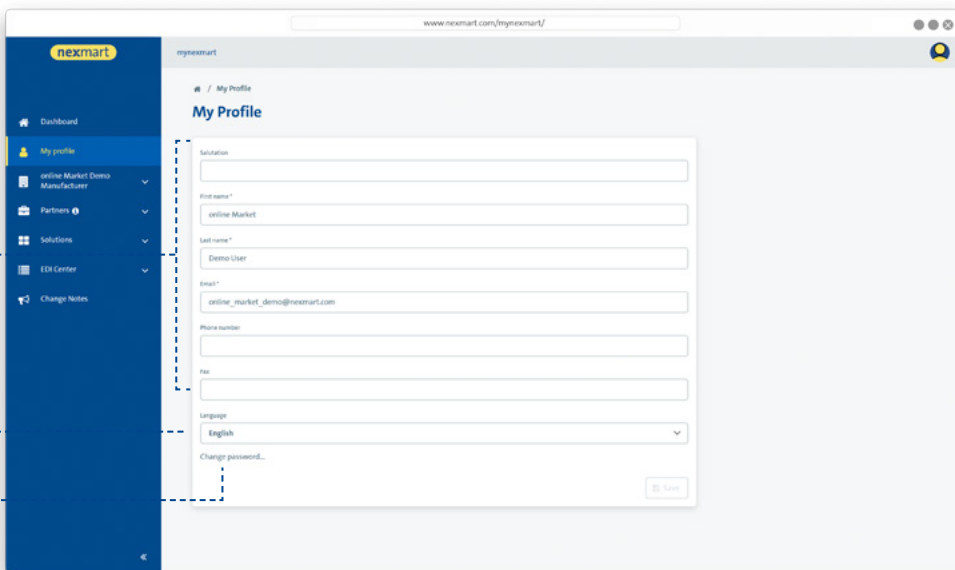 www.nexmart.com/mynexmart/
nexmart
mynexmart
/ My Profile
My Profile
Dashboard
My profile
online Market Demo
Manufacturer
Partners
Solutions
EDI Center
Change Notes
Salutation
First name *
online Market
Last name *
Demo User
Email *
online_market_demo@nexmart.com
Phone number
Fax
Language
English
Change password...
Save